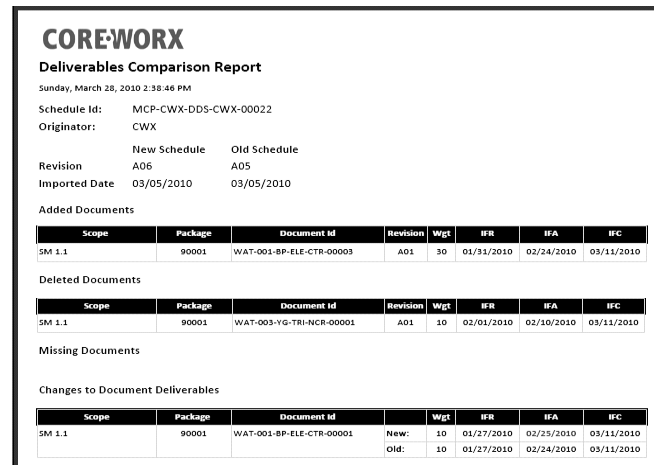 CORE·WORX
Deliverables Comparison Report
Sunday, March 28, 2010 2:38:46 PM
Schedule Id: MCP-CWX-DDS-CWX-00022
Originator: CWX
New Schedule Old Schedule
Revision A06 A05
Imported Date 03/05/2010 03/05/2010
Added Documents
Scope Package Document Id Revision Wgt IFR IFA IFC
SM 1.1 90001 WAT-001-BP-ELE-CTR-00003 A01 30 01/31/2010 02/24/2010 03/11/2010
Deleted Documents
Scope Package Document Id Revision Wgt IFR IFA IFC
SM 1.1 90001 WAT-003-YG-TRI-NCR-00001 A01 10 02/01/2010 02/10/2010 03/11/2010
Missing Documents
Changes to Document Deliverables
Scope Package Document Id Wgt IFR IFA IFC
SM 1.1 90001 WAT-001-BP-ELE-CTR-00001 New: 10 01/27/2010 02/25/2010 03/11/2010
Old: 10 01/27/2010 02/24/2010 03/11/2010